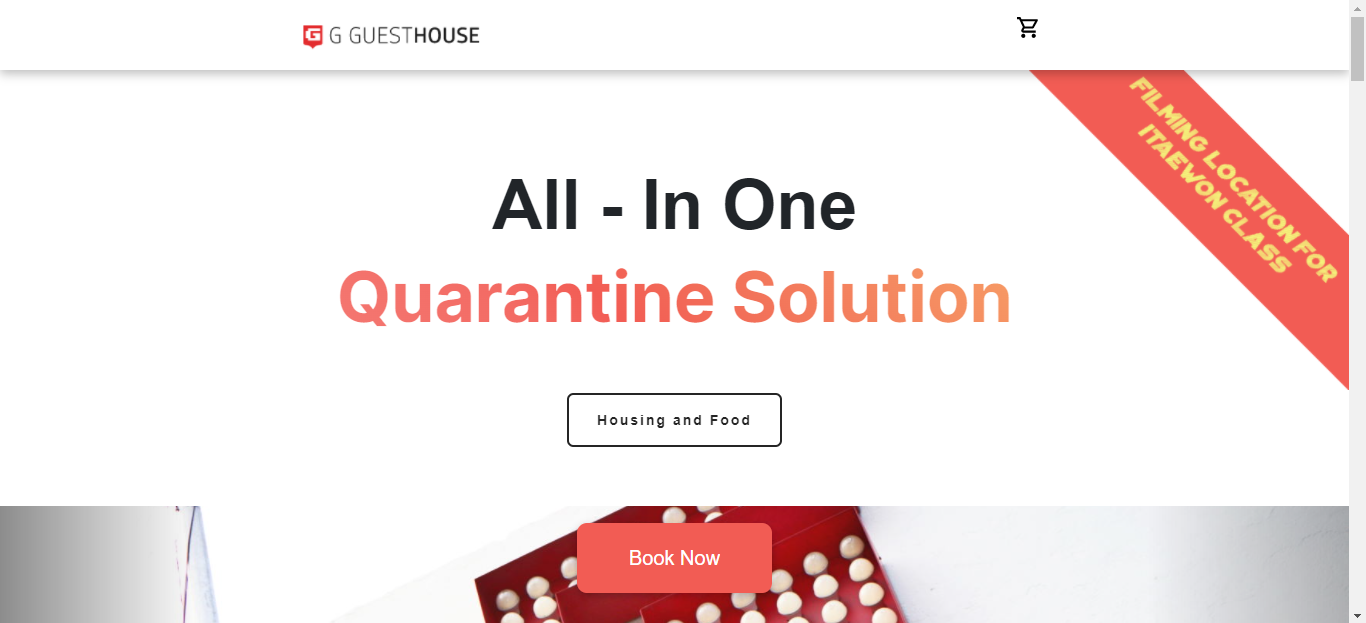 G G GUESTHOUSE
FILMING LOCATION FOR
ITAEWON CLASS
All - In One
Quarantine Solution
Housing and Food
Book Now